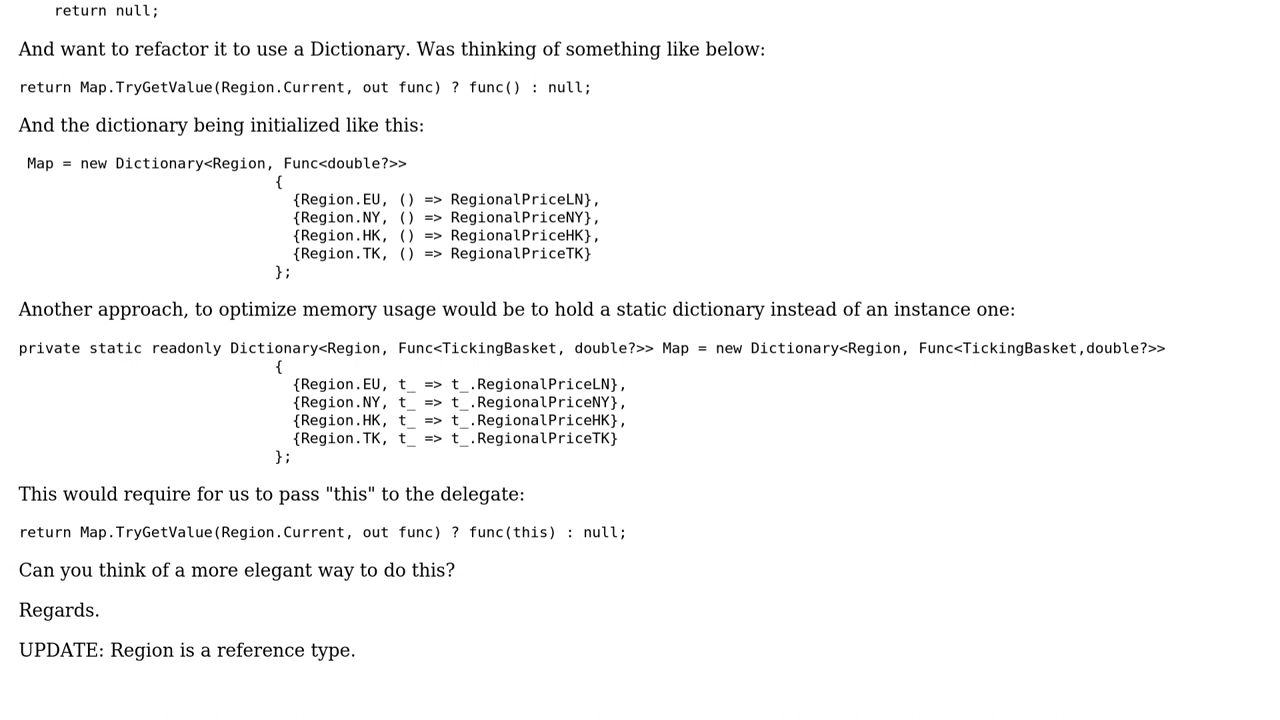 return null;
And want to refactor it to use a Dictionary. Was thinking of something like below:
return Map.TryGetValue(Region.Current, out func) ? func() : null;
And the dictionary being initialized like this:
Map = new Dictionary<Region, Func<double?>>
{
{Region.EU, () => RegionalPriceLN},
{Region.NY, () => RegionalPriceNY},
{Region.HK, () => RegionalPriceHK},
{Region.TK, () => RegionalPriceTK}
};
Another approach, to optimize memory usage would be to hold a static dictionary instead of an instance one:
private static readonly Dictionary<Region, Func<TickingBasket, double?>> Map = new Dictionary<Region, Func<TickingBasket,double?>>
{
{Region.EU, t_ => t_.RegionalPriceLN},
{Region.NY, t_ => t_.RegionalPriceNY},
{Region.HK, t_ => t_.RegionalPriceHK},
{Region.TK, t_ => t_.RegionalPriceTK}
};
This would require for us to pass "this" to the delegate:
return Map.TryGetValue(Region.Current, out func) ? func(this) : null;
Can you think of a more elegant way to do this?
Regards.
UPDATE: Region is a reference type.